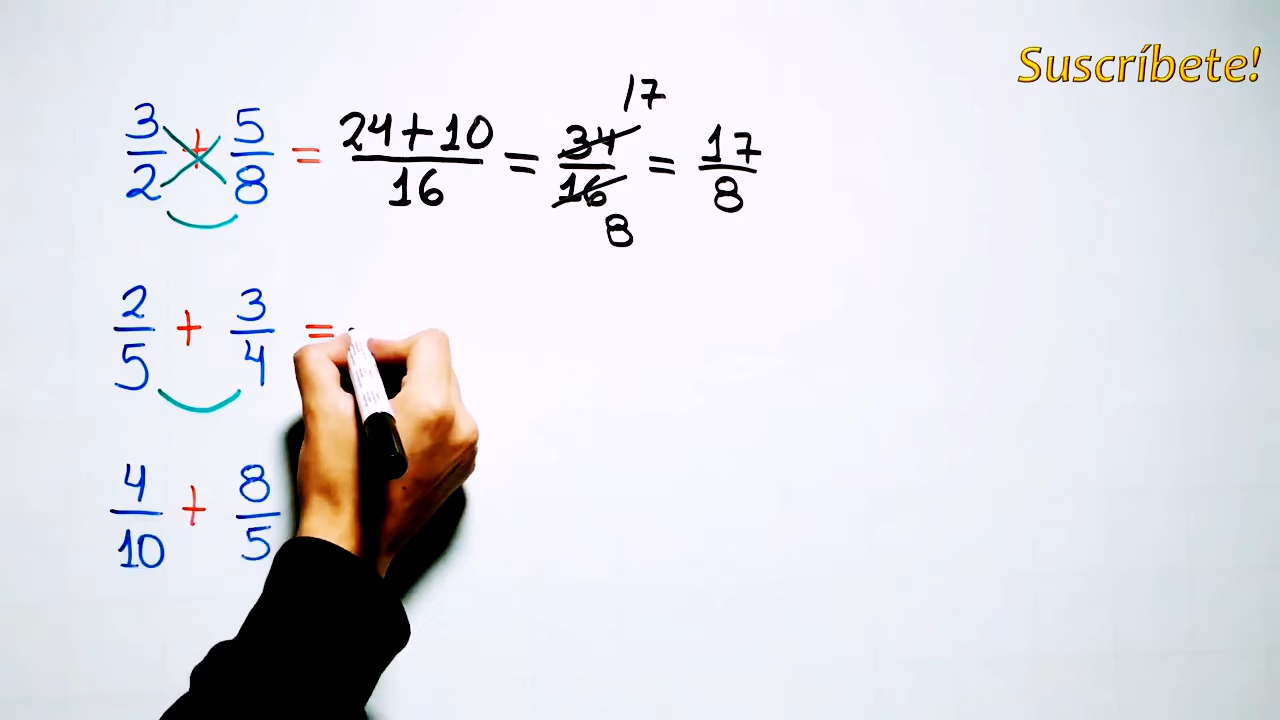 Suscríbete!
3/2 + 5/8 = 24+10/16 = 34/16 = 17/8
17
8
2/5 + 3/4 =
4/10 + 8/5